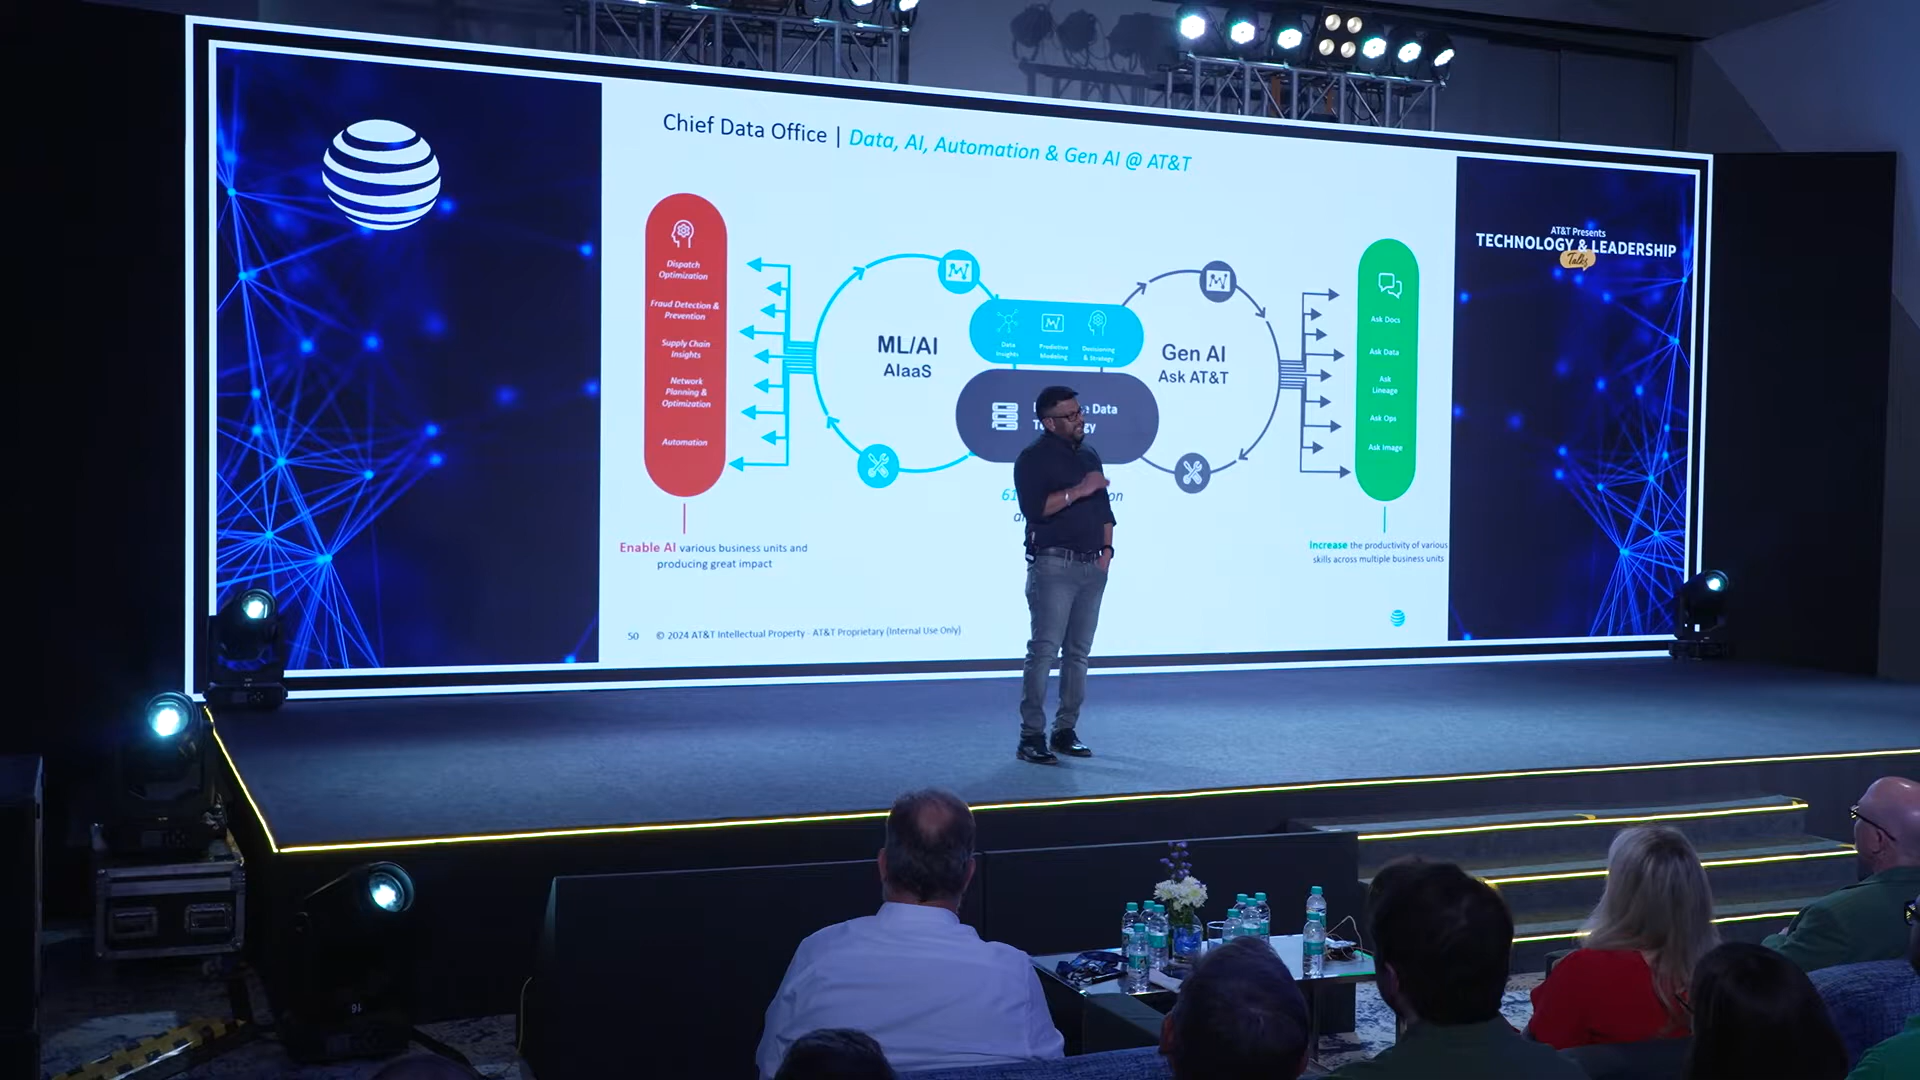 Chief Data Office | Data, AI, Automation & Gen AI @ AT&T
AT&T Presents
TECHNOLOGY & LEADERSHIP
Talks
Dispatch
Optimization
Fraud Detection &
Prevention
Supply Chain
Insights
Network
Planning &
Optimization
Automation
Enable AI various business units and
producing great impact
ML/AI
AIaaS
Data
Insights
Predictive
Modeling
Decisioning
& Strategy
Data
61
on
Gen AI
Ask AT&T
Ask Docs
Ask Data
Ask
Lineage
Ask Ops
Ask Image
Increase the productivity of various
skills across multiple business units
50 © 2024 AT&T Intellectual Property - AT&T Proprietary (Internal Use Only)
16